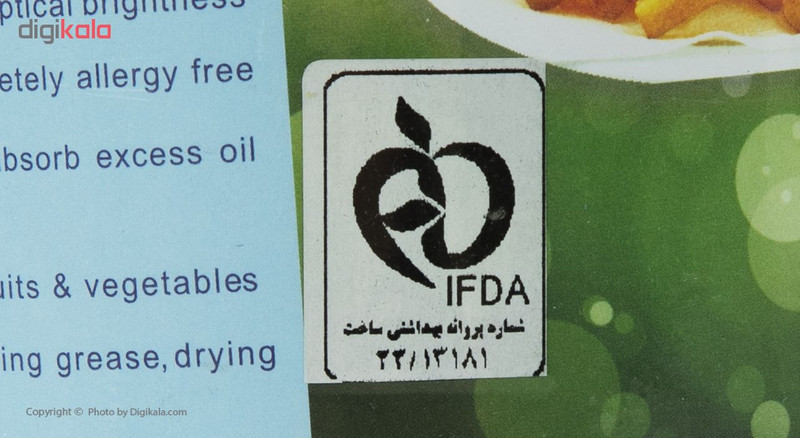 ptical brightness
digikala
etely allergy free
absorb excess oil
uits & vegetables
ing grease, drying
IFDA
شماره پروانه بهداشتی ساخت
۲۲/۱۳۱۸۱
Copyright © Photo by Digikala.com